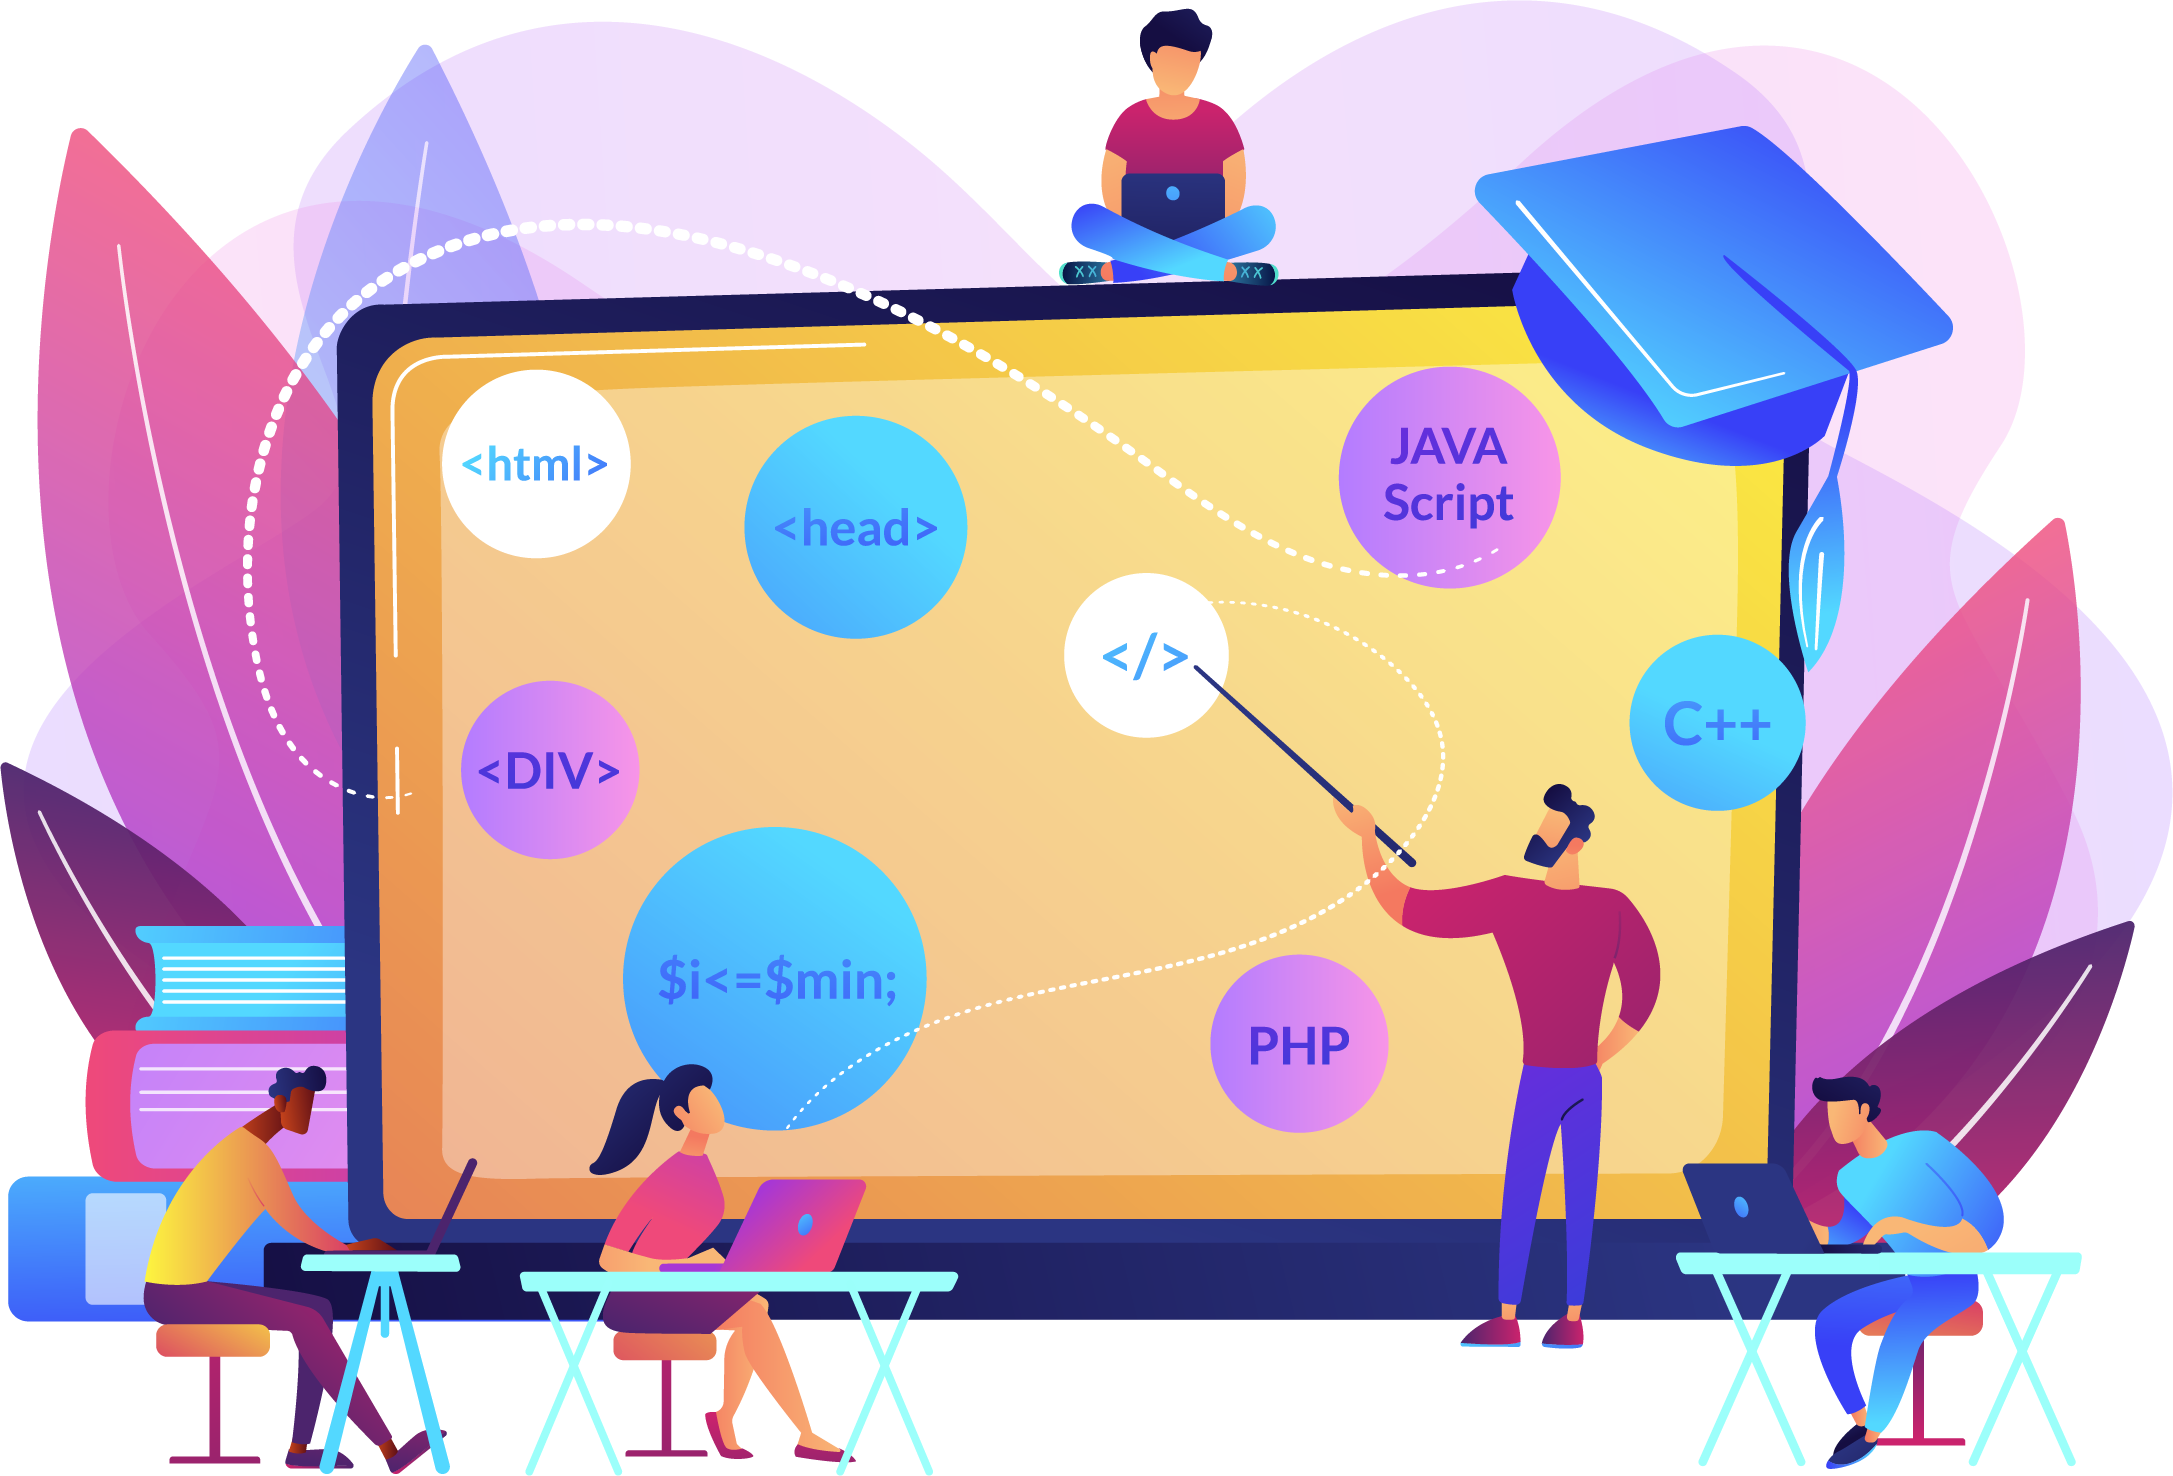 <html>
<head>
JAVA
Script
</>
C++
<DIV>
$i<=$min;
PHP